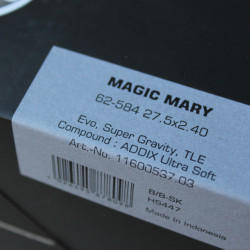 MAGIC MARY
62-584 27.5x2.40
Evo, Super Gravity, TLE
Compound : ADDIX Ultra Soft
Art.-No. 11600537.03
B/B-SK
HS447
Made in Indonesia